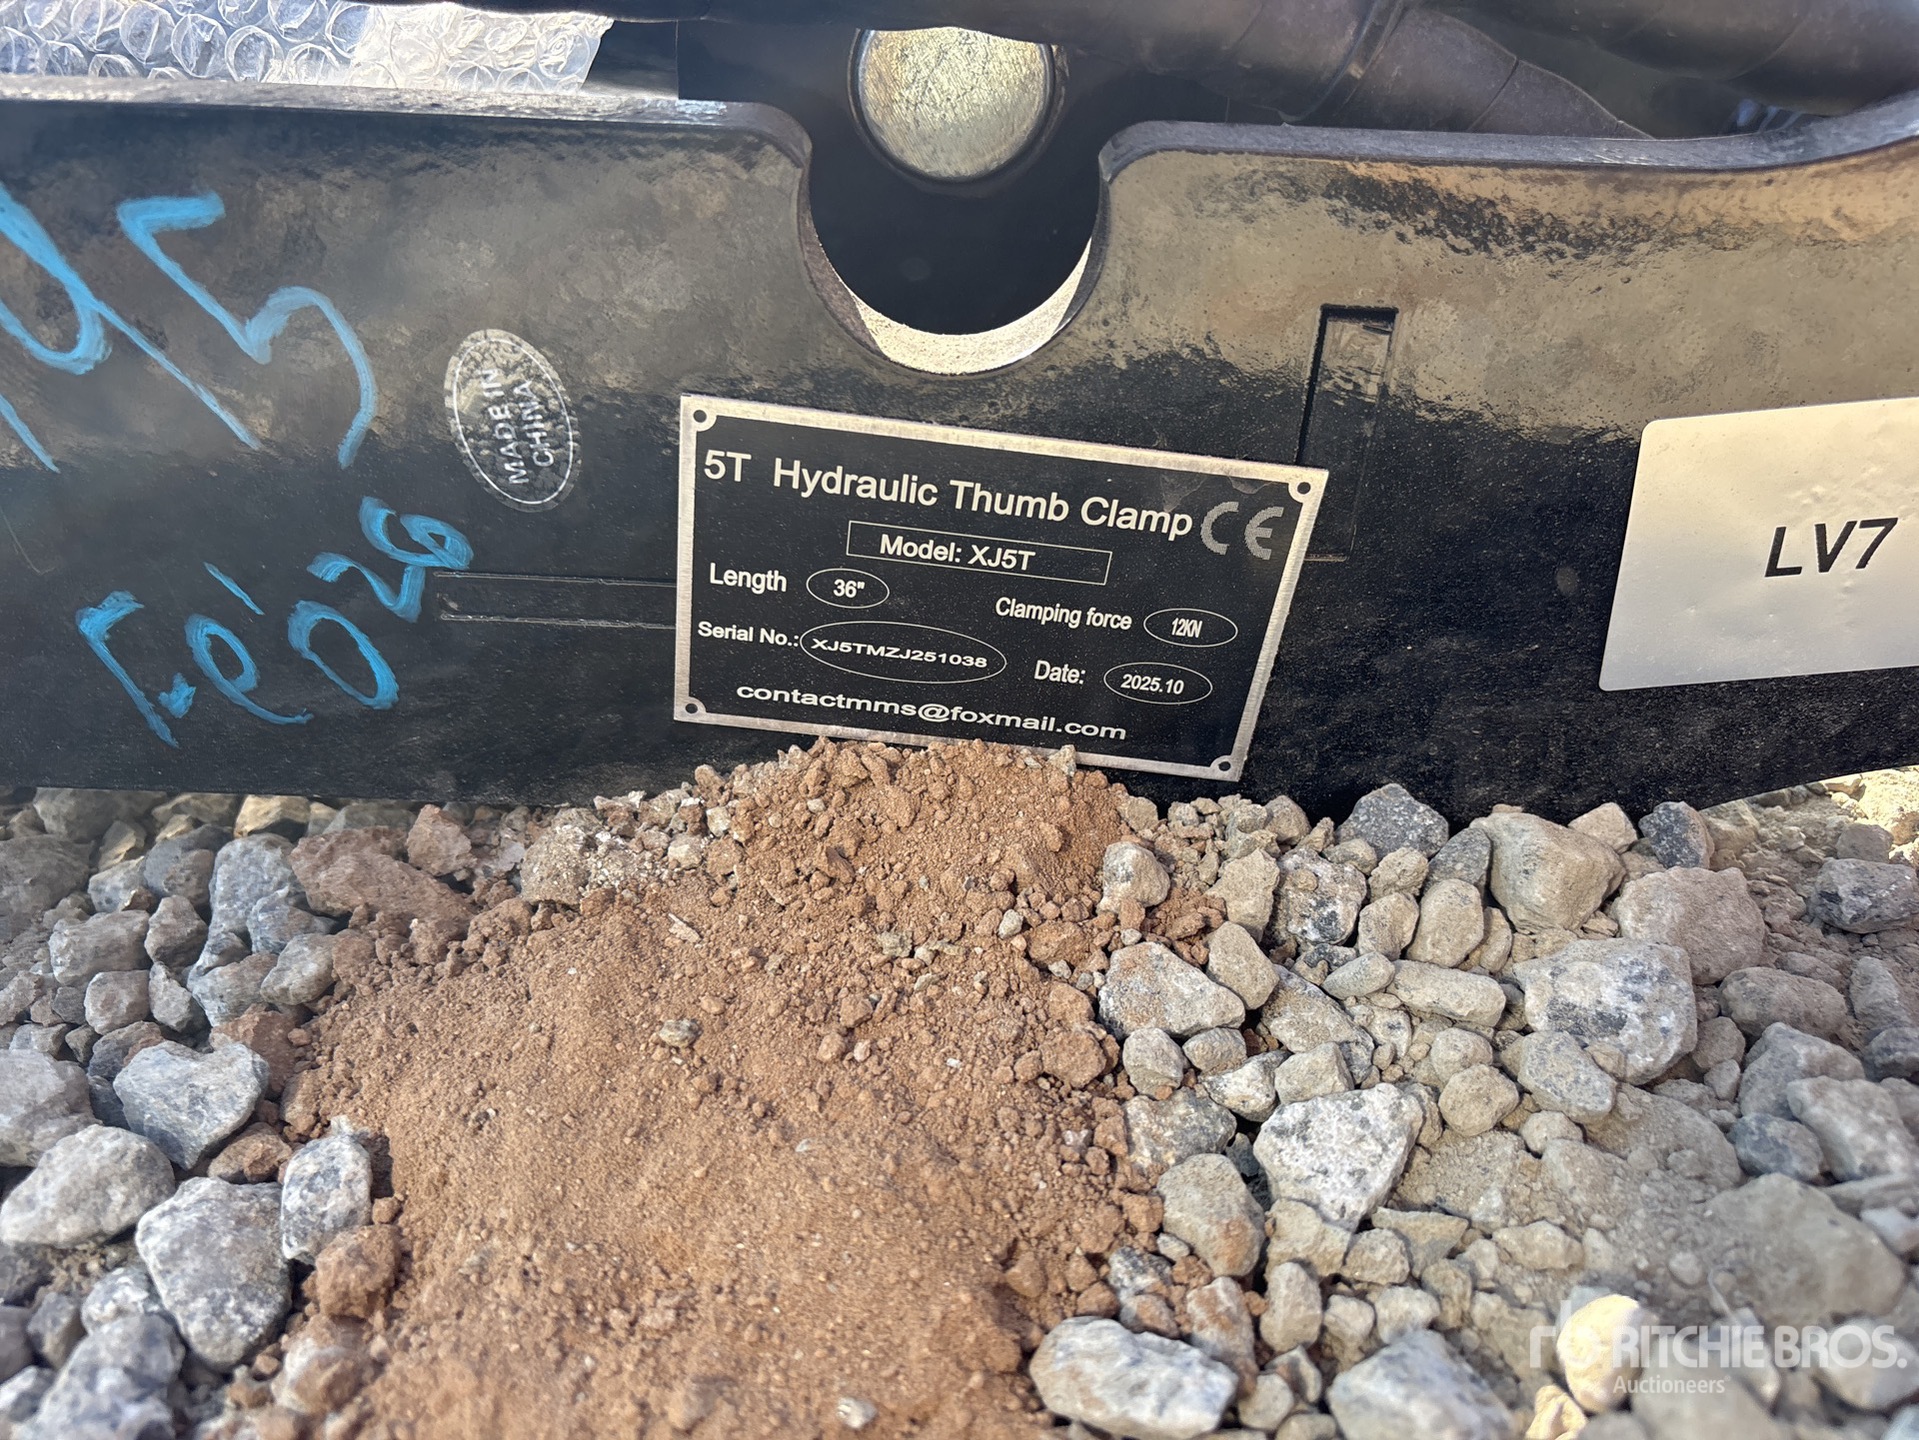 MADE IN
CHINA
5T Hydraulic Thumb Clamp CE
Model: XJ5T
Length 36"
Clamping force 12KN
Serial No.: XJ5TMZJ251038
Date: 2025.10
contactmms@foxmail.com
LV7
RITCHIE BROS.
Auctioneers